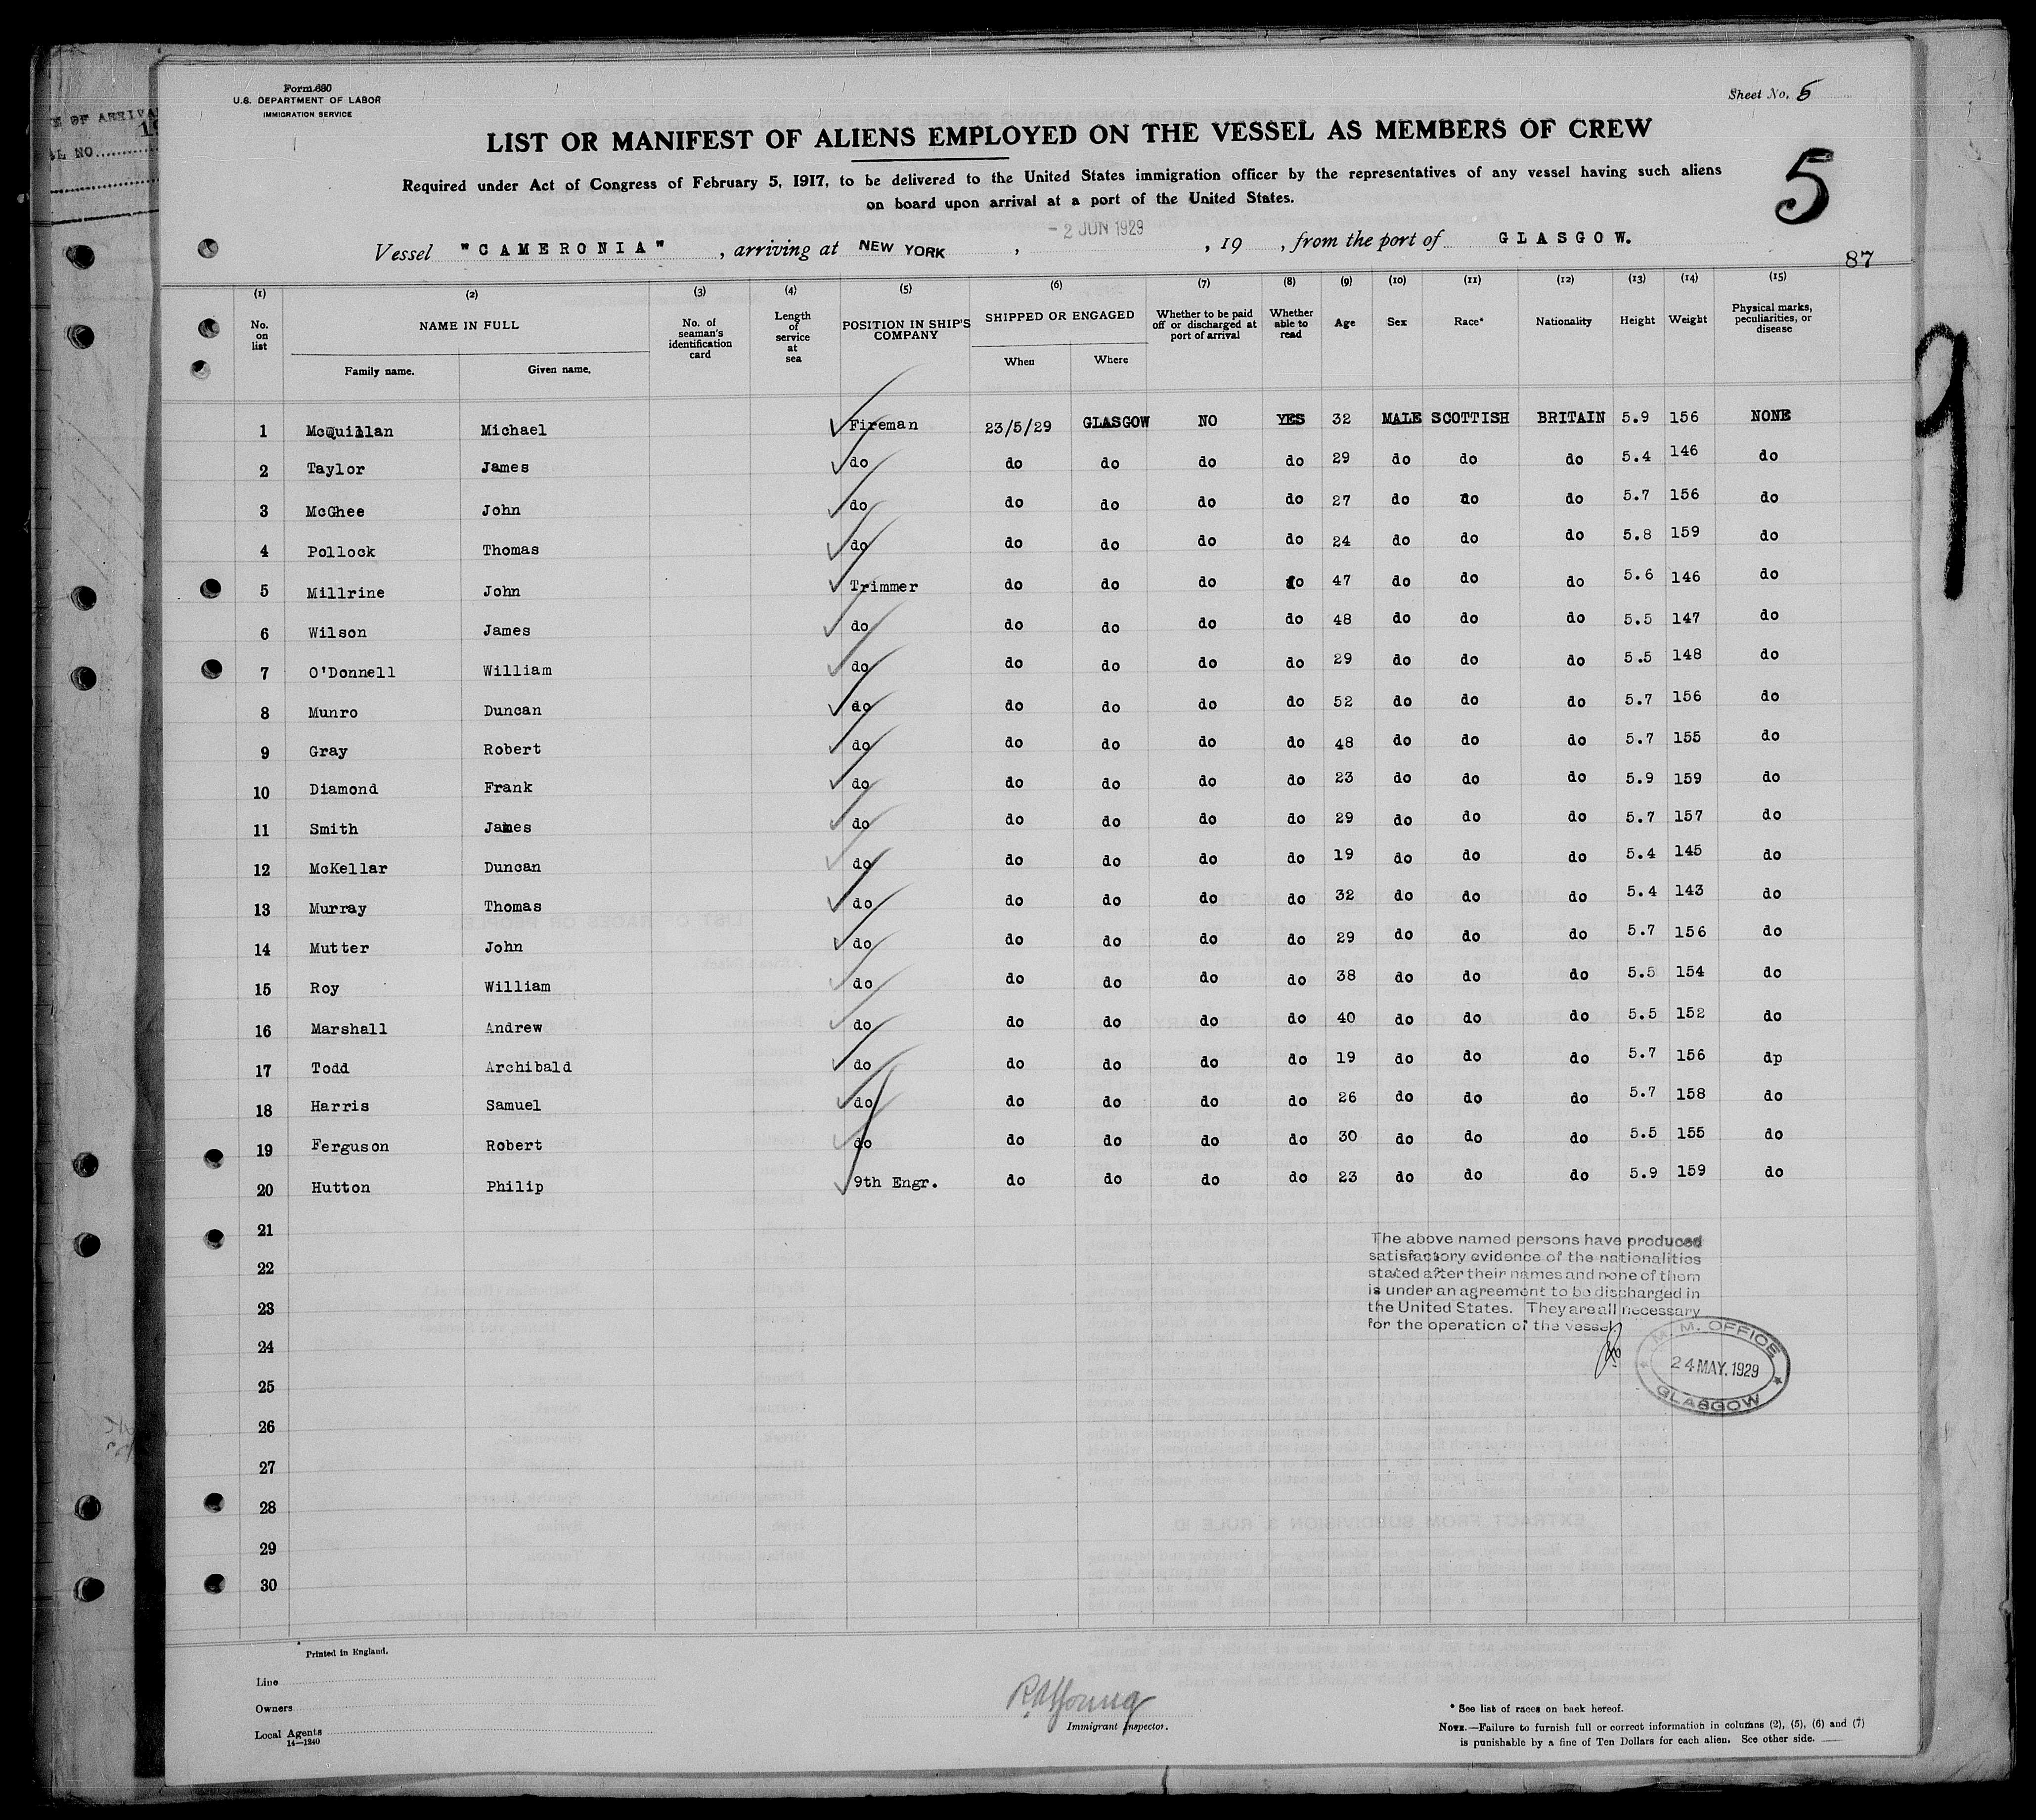 E OF ARRIVA
19
AL NO.
Form 680
U.S. DEPARTMENT OF LABOR
IMMIGRATION SERVICE
Sheet No. 5
LIST OR MANIFEST OF ALIENS EMPLOYED ON THE VESSEL AS MEMBERS OF CREW
5
Required under Act of Congress of February 5, 1917, to be delivered to the United States immigration officer by the representatives of any vessel having such aliens
on board upon arrival at a port of the United States.
Vessel "CAMERONIA", arriving at NEW YORK, -2 JUN 1929, 19 , from the port of GLASGOW.
87
9
(1) (2) (3) (4) (5) (6) (7) (8) (9) (10) (11) (12) (13) (14) (15)
No. on list NAME IN FULL No. of seaman's identification card Length of service at sea POSITION IN SHIP'S COMPANY SHIPPED OR ENGAGED Whether to be paid off or discharged at port of arrival Whether able to read Age Sex Race* Nationality Height Weight Physical marks, peculiarities, or disease
Family name. Given name. When Where
1 McQuillan Michael Fireman 23/5/29 GLASGOW NO YES 32 MALE SCOTTISH BRITAIN 5.9 156 NONE
2 Taylor James do do do do do 29 do do do 5.4 146 do
3 McGhee John do do do do do 27 do do do 5.7 156 do
4 Pollock Thomas do do do do do 24 do do do 5.8 159 do
5 Millrine John Trimmer do do do do 47 do do do 5.6 146 do
6 Wilson James do do do do do 48 do do do 5.5 147 do
7 O'Donnell William do do do do do 29 do do do 5.5 148 do
8 Munro Duncan do do do do do 52 do do do 5.7 156 do
9 Gray Robert do do do do do 48 do do do 5.7 155 do
10 Diamond Frank do do do do do 23 do do do 5.9 159 do
11 Smith James do do do do do 29 do do do 5.7 157 do
12 McKellar Duncan do do do do do 19 do do do 5.4 145 do
13 Murray Thomas do do do do do 32 do do do 5.4 143 do
14 Mutter John do do do do do 29 do do do 5.7 156 do
15 Roy William do do do do do 38 do do do 5.5 154 do
16 Marshall Andrew do do do do do 40 do do do 5.5 152 do
17 Todd Archibald do do do do do 19 do do do 5.7 156 dp
18 Harris Samuel do do do do do 26 do do do 5.7 158 do
19 Ferguson Robert do do do do do 30 do do do 5.5 155 do
20 Hutton Philip 9th Engr. do do do do 23 do do do 5.9 159 do
21
22
23
24
25
26
27
28
29
30
The above named persons have produced
satisfactory evidence of the nationalities
stated after their names and none of them
is under an agreement to be discharged in
the United States. They are all necessary
for the operation of the vessel
M. M. OFFICE
24 MAY. 1929
GLASGOW
Printed in England.
Line
Owners
Local Agents
14—1240
R A Young
Immigrant Inspector.
* See list of races on back hereof.
NOTE.—Failure to furnish full or correct information in columns (2), (5), (6) and (7)
is punishable by a fine of Ten Dollars for each alien. See other side.